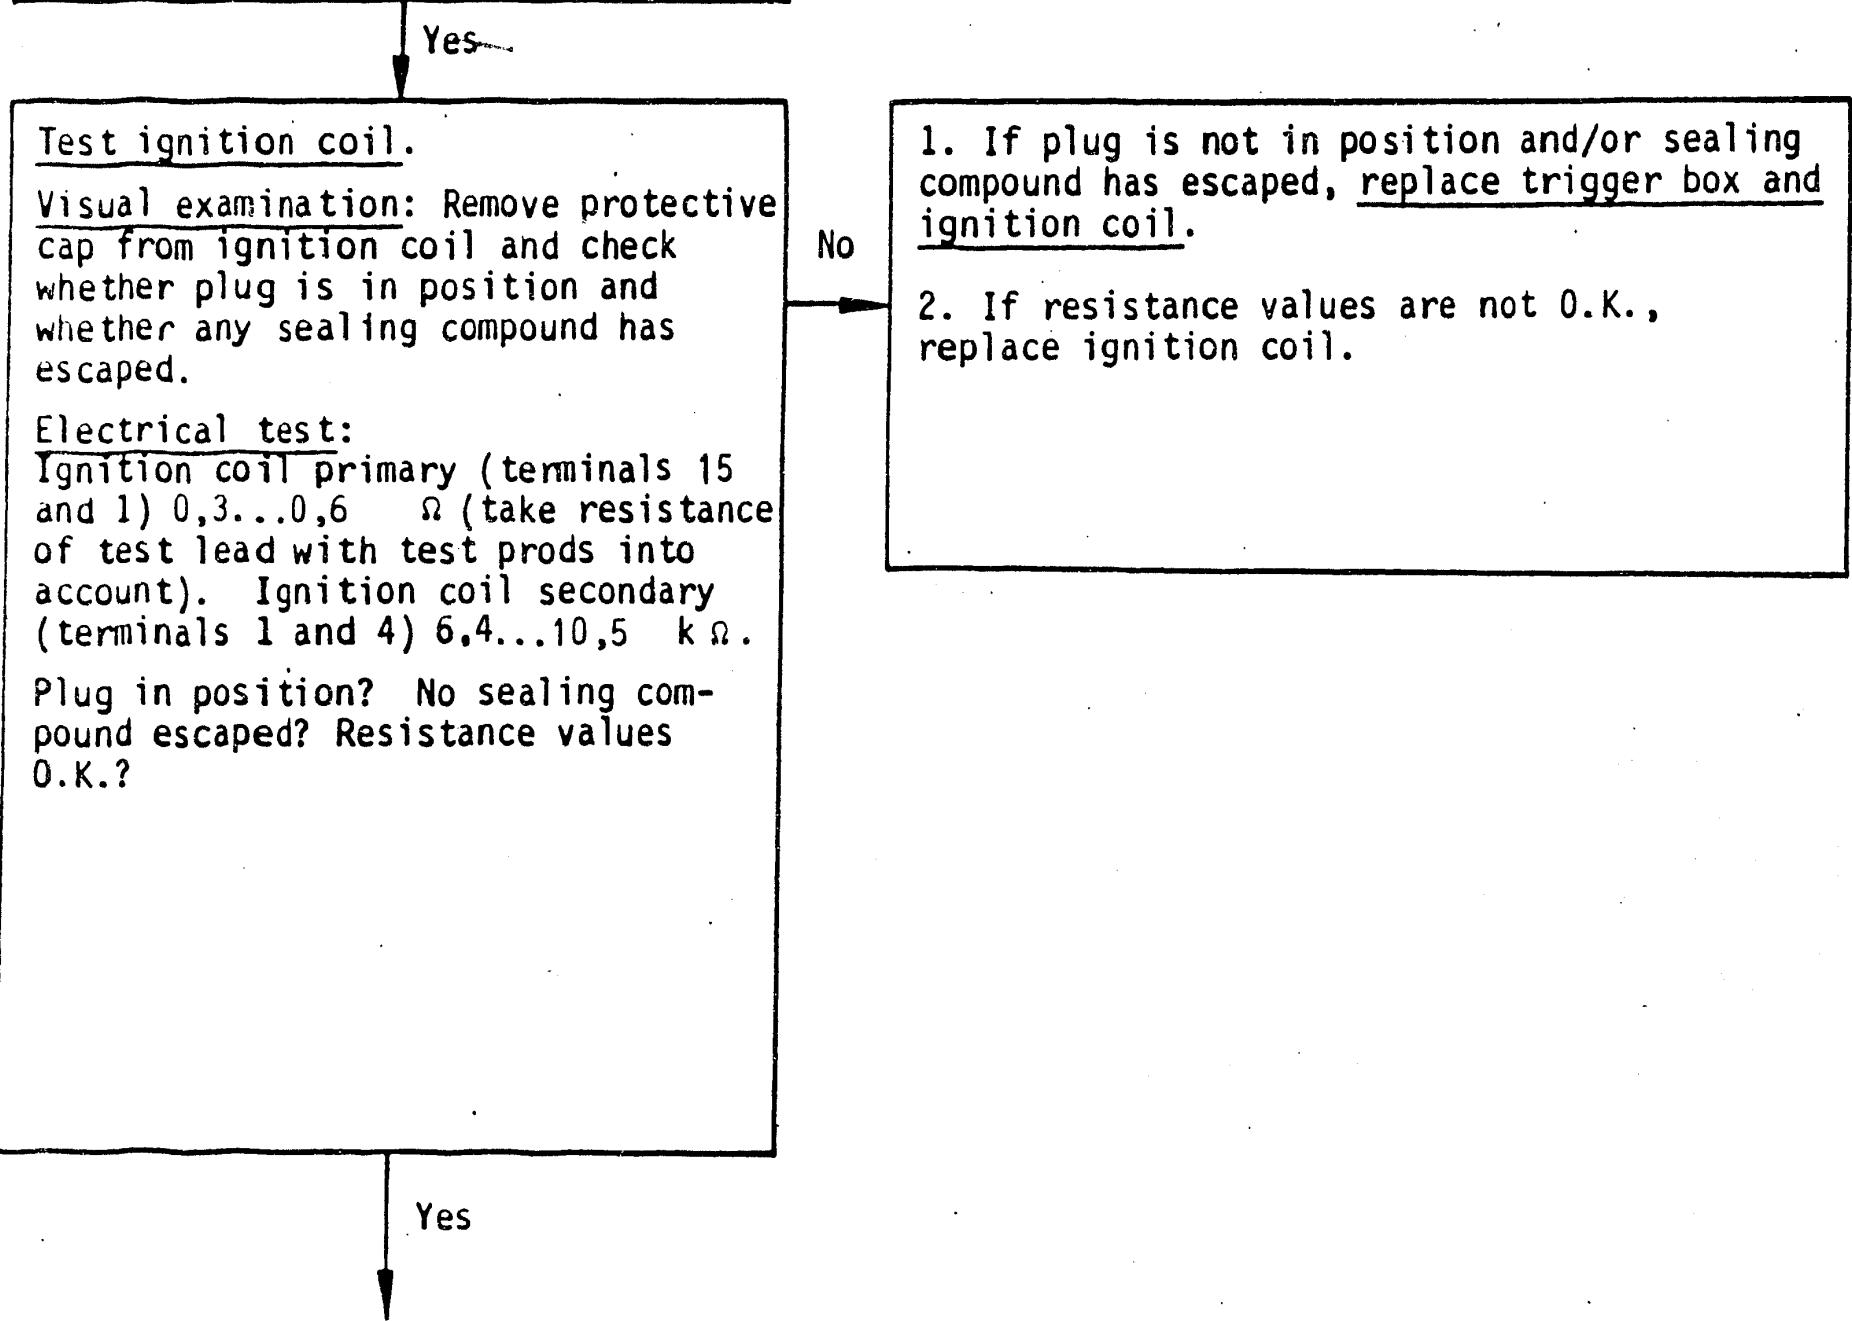 Yes
Test ignition coil.
Visual examination: Remove protective
cap from ignition coil and check
whether plug is in position and
whether any sealing compound has
escaped.
Electrical test:
Ignition coil primary (terminals 15
and 1) 0,3...0,6 Ω (take resistance
of test lead with test prods into
account). Ignition coil secondary
(terminals 1 and 4) 6,4...10,5 k Ω.
Plug in position? No sealing com-
pound escaped? Resistance values
O.K.?
No
1. If plug is not in position and/or sealing
compound has escaped, replace trigger box and
ignition coil.
2. If resistance values are not O.K.,
replace ignition coil.
Yes